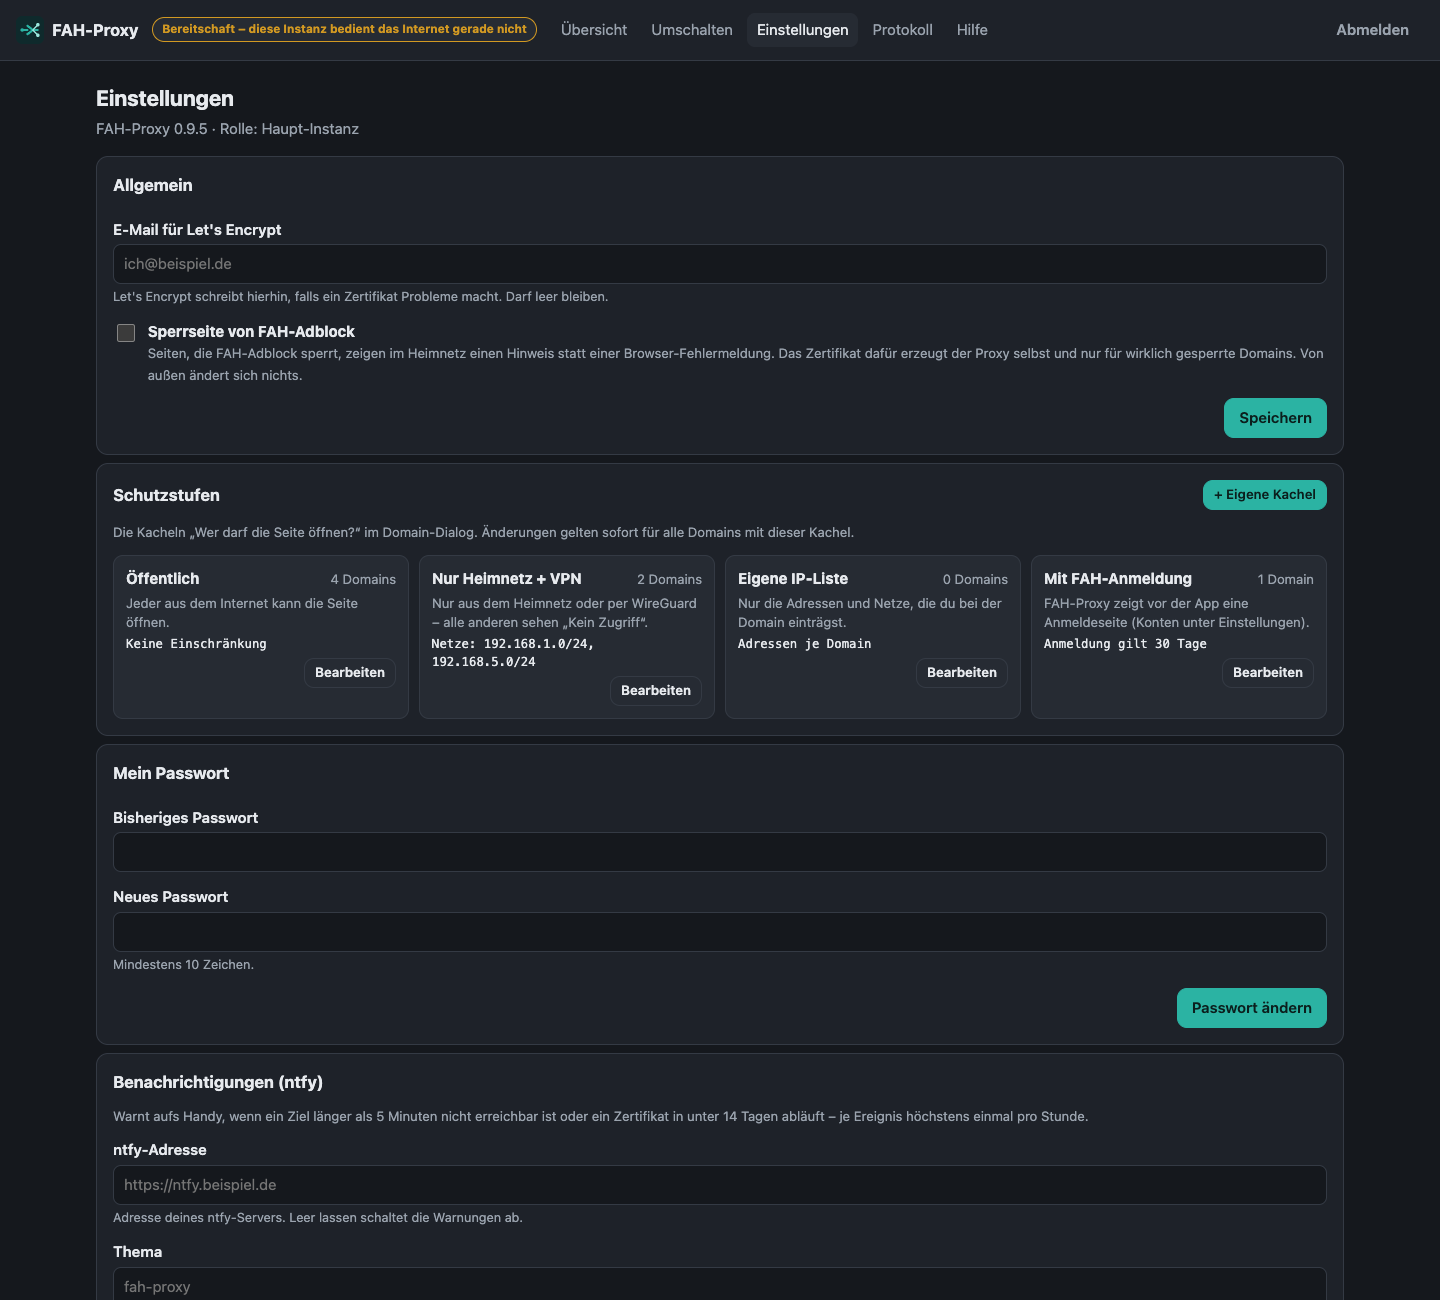 FAH-Proxy
Bereitschaft – diese Instanz bedient das Internet gerade nicht
Übersicht
Umschalten
Einstellungen
Protokoll
Hilfe
Abmelden
Einstellungen
FAH-Proxy 0.9.5 · Rolle: Haupt-Instanz
Allgemein
E-Mail für Let's Encrypt
ich@beispiel.de
Let's Encrypt schreibt hierhin, falls ein Zertifikat Probleme macht. Darf leer bleiben.
Sperrseite von FAH-Adblock
Seiten, die FAH-Adblock sperrt, zeigen im Heimnetz einen Hinweis statt einer Browser-Fehlermeldung. Das Zertifikat dafür erzeugt der Proxy selbst und nur für wirklich gesperrte Domains. Von
außen ändert sich nichts.
Speichern
Schutzstufen
+ Eigene Kachel
Die Kacheln „Wer darf die Seite öffnen?“ im Domain-Dialog. Änderungen gelten sofort für alle Domains mit dieser Kachel.
Öffentlich
4 Domains
Jeder aus dem Internet kann die Seite
öffnen.
Keine Einschränkung
Bearbeiten
Nur Heimnetz + VPN
2 Domains
Nur aus dem Heimnetz oder per WireGuard
– alle anderen sehen „Kein Zugriff“.
Netze: 192.168.1.0/24,
192.168.5.0/24
Bearbeiten
Eigene IP-Liste
0 Domains
Nur die Adressen und Netze, die du bei der
Domain einträgst.
Adressen je Domain
Bearbeiten
Mit FAH-Anmeldung
1 Domain
FAH-Proxy zeigt vor der App eine
Anmeldeseite (Konten unter Einstellungen).
Anmeldung gilt 30 Tage
Bearbeiten
Mein Passwort
Bisheriges Passwort
Neues Passwort
Mindestens 10 Zeichen.
Passwort ändern
Benachrichtigungen (ntfy)
Warnt aufs Handy, wenn ein Ziel länger als 5 Minuten nicht erreichbar ist oder ein Zertifikat in unter 14 Tagen abläuft – je Ereignis höchstens einmal pro Stunde.
ntfy-Adresse
https://ntfy.beispiel.de
Adresse deines ntfy-Servers. Leer lassen schaltet die Warnungen ab.
Thema
fah-proxy